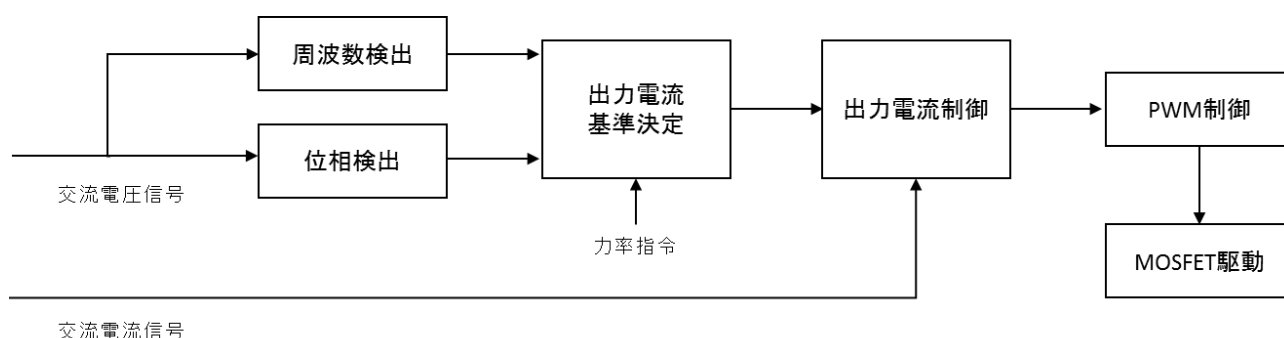 周波数検出
出力電流
基準決定
出力電流制御
PWM制御
位相検出
交流電圧信号
力率指令
MOSFET駆動
交流電流信号